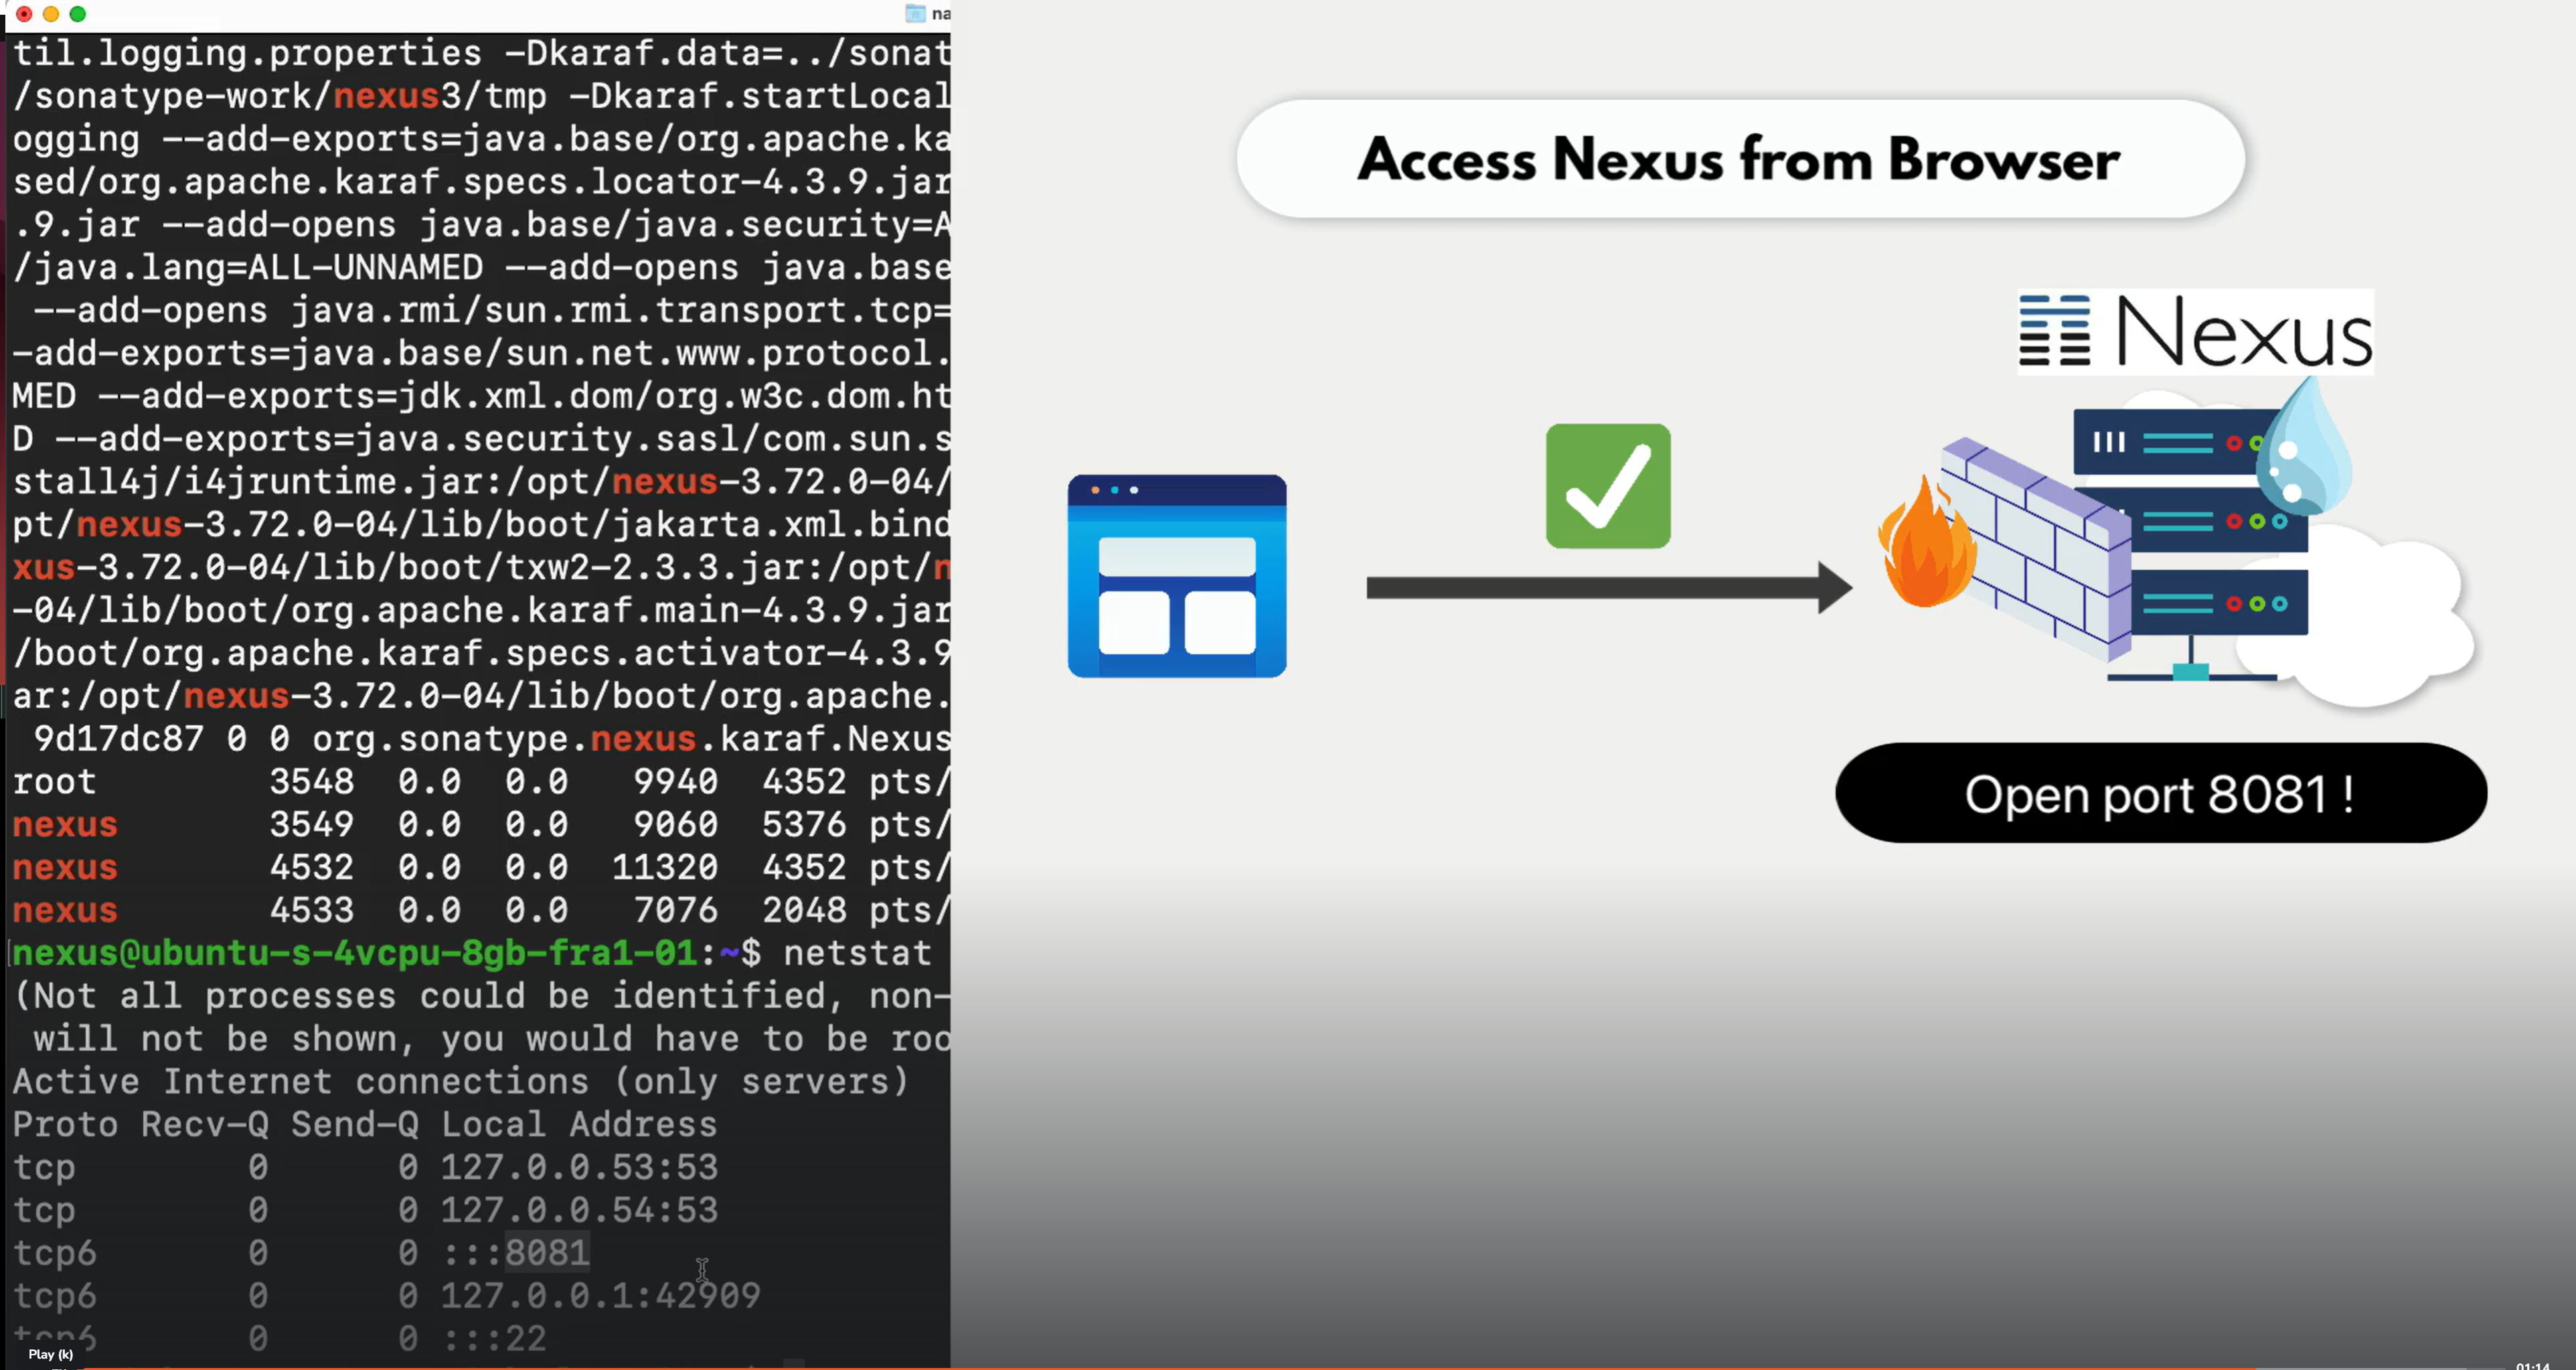 na
til.logging.properties -Dkaraf.data=../sonat
/sonatype-work/nexus3/tmp -Dkaraf.startLocal
ogging --add-exports=java.base/org.apache.ka
sed/org.apache.karaf.specs.locator-4.3.9.jar
.9.jar --add-opens java.base/java.security=A
/java.lang=ALL-UNNAMED --add-opens java.base
--add-opens java.rmi/sun.rmi.transport.tcp=
-add-exports=java.base/sun.net.www.protocol.
MED --add-exports=jdk.xml.dom/org.w3c.dom.ht
D --add-exports=java.security.sasl/com.sun.s
stall4j/i4jruntime.jar:/opt/nexus-3.72.0-04/
pt/nexus-3.72.0-04/lib/boot/jakarta.xml.bind
xus-3.72.0-04/lib/boot/txw2-2.3.3.jar:/opt/n
-04/lib/boot/org.apache.karaf.main-4.3.9.jar
/boot/org.apache.karaf.specs.activator-4.3.9
ar:/opt/nexus-3.72.0-04/lib/boot/org.apache.
9d17dc87 0 0 org.sonatype.nexus.karaf.Nexus
root 3548 0.0 0.0 9940 4352 pts/
nexus 3549 0.0 0.0 9060 5376 pts/
nexus 4532 0.0 0.0 11320 4352 pts/
nexus 4533 0.0 0.0 7076 2048 pts/
nexus@ubuntu-s-4vcpu-8gb-fra1-01:~$ netstat
(Not all processes could be identified, non-
will not be shown, you would have to be roo
Active Internet connections (only servers)
Proto Recv-Q Send-Q Local Address
tcp 0 0 127.0.0.53:53
tcp 0 0 127.0.0.54:53
tcp6 0 0 :::8081
tcp6 0 0 127.0.0.1:42909
tcp6 0 0 :::22
Play (k)
Access Nexus from Browser
Nexus
Open port 8081 !
01:14